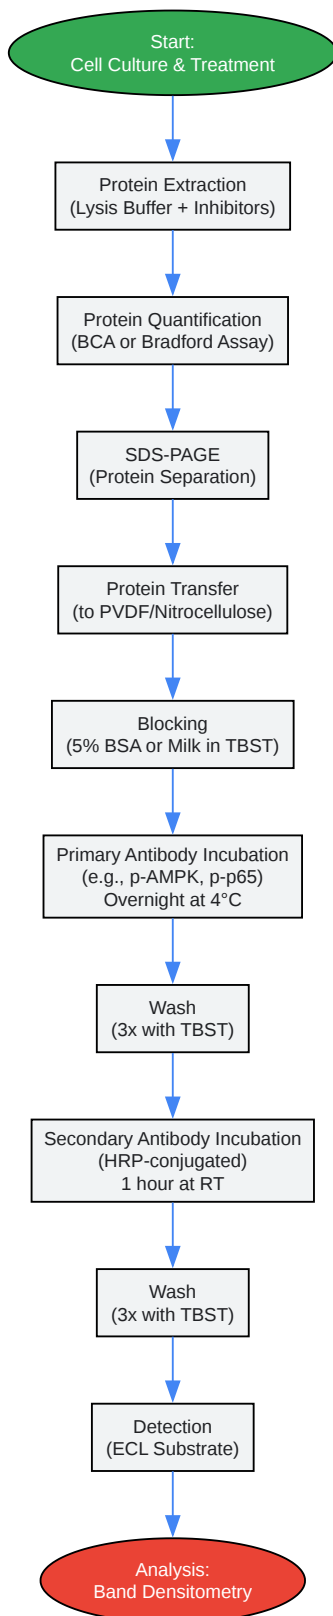 Start:
Cell Culture & Treatment
Protein Extraction
(Lysis Buffer + Inhibitors)
Protein Quantification
(BCA or Bradford Assay)
SDS-PAGE
(Protein Separation)
Protein Transfer
(to PVDF/Nitrocellulose)
Blocking
(5% BSA or Milk in TBST)
Primary Antibody Incubation
(e.g., p-AMPK, p-p65)
Overnight at 4°C
Wash
(3x with TBST)
Secondary Antibody Incubation
(HRP-conjugated)
1 hour at RT
Wash
(3x with TBST)
Detection
(ECL Substrate)
Analysis:
Band Densitometry